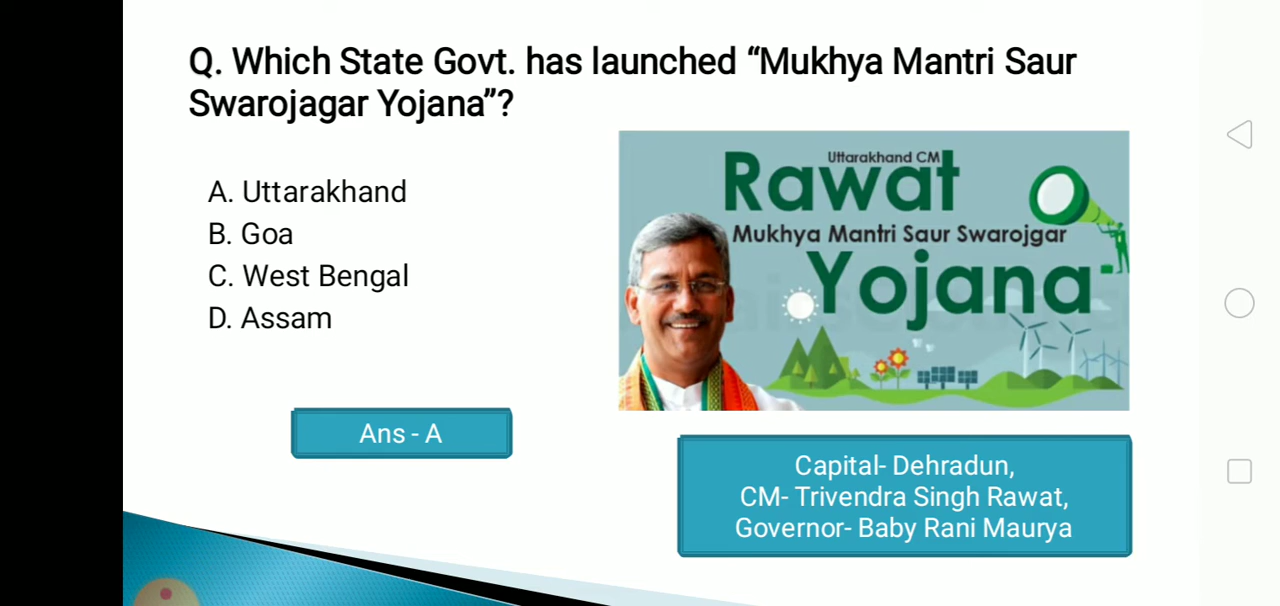 Q. Which State Govt. has launched “Mukhya Mantri Saur
Swarojagar Yojana”?
A. Uttarakhand
B. Goa
C. West Bengal
D. Assam
Uttarakhand CM
Rawat
Mukhya Mantri Saur Swarojgar
Yojana
Ans - A
Capital- Dehradun,
CM- Trivendra Singh Rawat,
Governor- Baby Rani Maurya